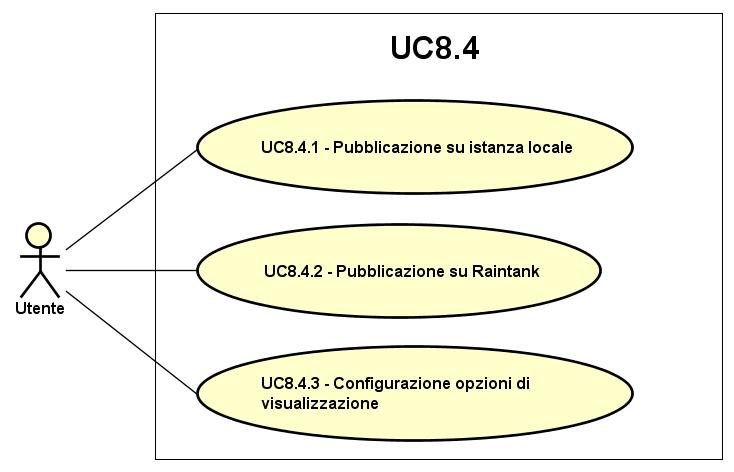 UC8.4
UC8.4.1 - Pubblicazione su istanza locale
UC8.4.2 - Pubblicazione su Raintank
Utente
UC8.4.3 - Configurazione opzioni di
visualizzazione